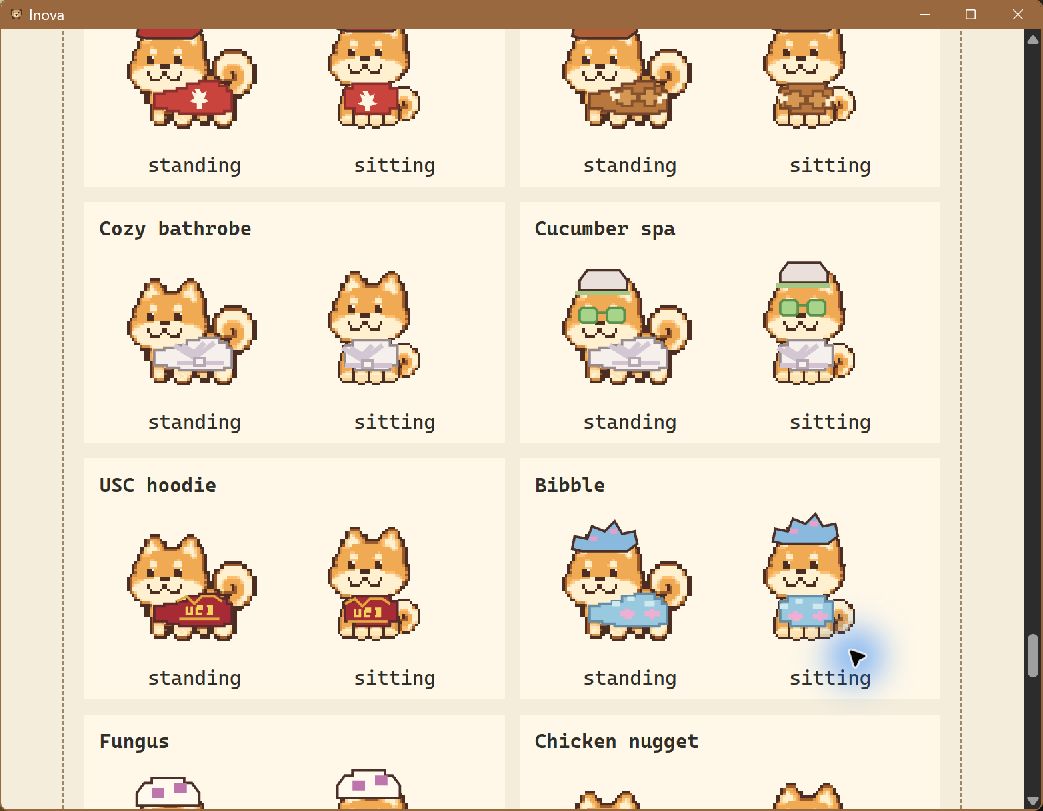 Inova
standing sitting
standing sitting
Cozy bathrobe
Cucumber spa
standing sitting
standing sitting
USC hoodie
Bibble
standing sitting
standing sitting
Fungus
Chicken nugget